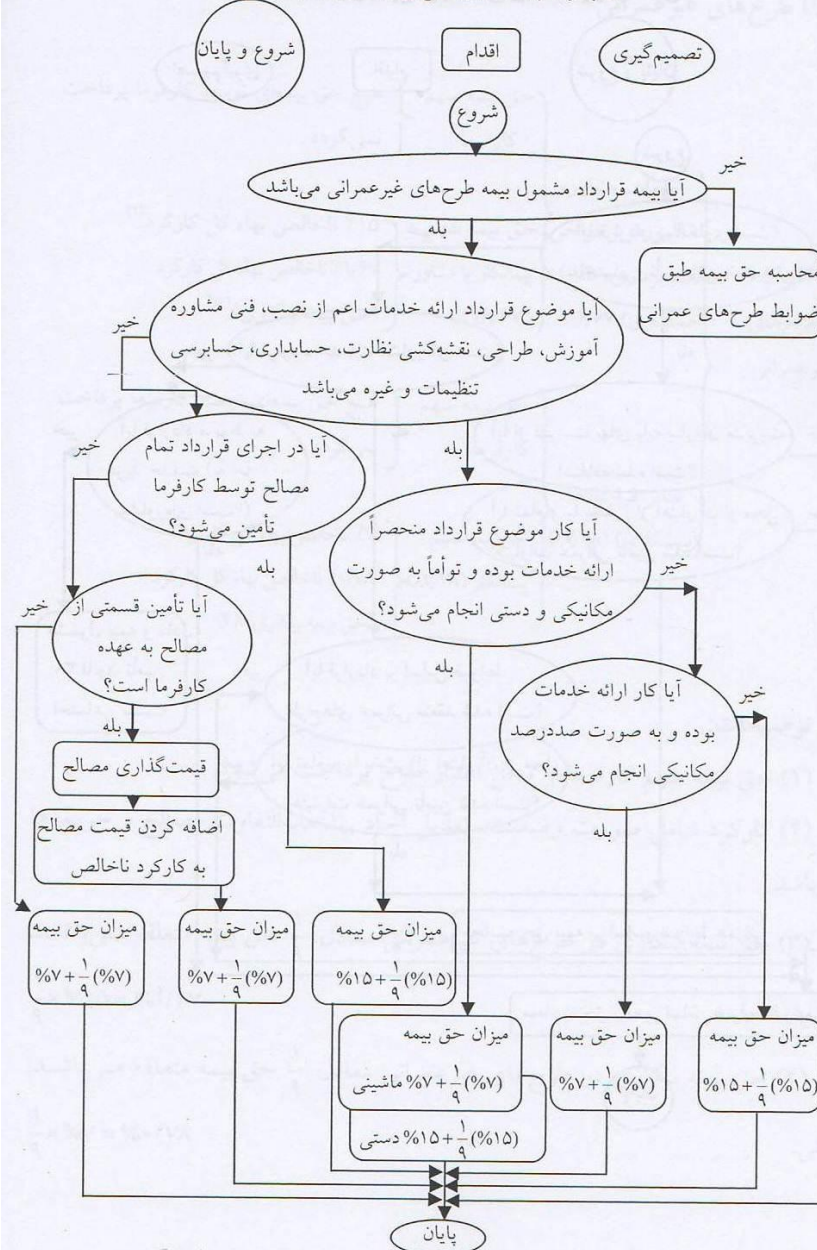 شروع و پایان
اقدام
تصمیم‌گیری
شروع
خیر
آیا بیمه قرارداد مشمول بیمه طرح‌های غیرعمرانی می‌باشد
بله
محاسبه حق بیمه طبق
ضوابط طرح‌های عمرانی
آیا موضوع قرارداد ارائه خدمات اعم از نصب، فنی مشاوره
آموزش، طراحی، نقشه‌کشی نظارت، حسابداری، حسابرسی
تنظیمات و غیره می‌باشد
خیر
بله
آیا در اجرای قرارداد تمام
مصالح توسط کارفرما
تأمین می‌شود؟
خیر
بله
آیا کار موضوع قرارداد منحصراً
ارائه خدمات بوده و توأماً به صورت
مکانیکی و دستی انجام می‌شود؟
خیر
بله
آیا تأمین قسمتی از
مصالح به عهده
کارفرما است؟
خیر
بله
آیا کار ارائه خدمات
بوده و به صورت صددرصد
مکانیکی انجام می‌شود؟
خیر
بله
قیمت‌گذاری مصالح
اضافه کردن قیمت مصالح
به کارکرد ناخالص
میزان حق بیمه
%۷+۱/۹(%۷)
میزان حق بیمه
%۷+۱/۹(%۷)
میزان حق بیمه
%۱۵+۱/۹(%۱۵)
میزان حق بیمه
%۷+۱/۹(%۷) ماشینی
%۱۵+۱/۹(%۱۵) دستی
میزان حق بیمه
%۷+۱/۹(%۷)
میزان حق بیمه
%۱۵+۱/۹(%۱۵)
پایان